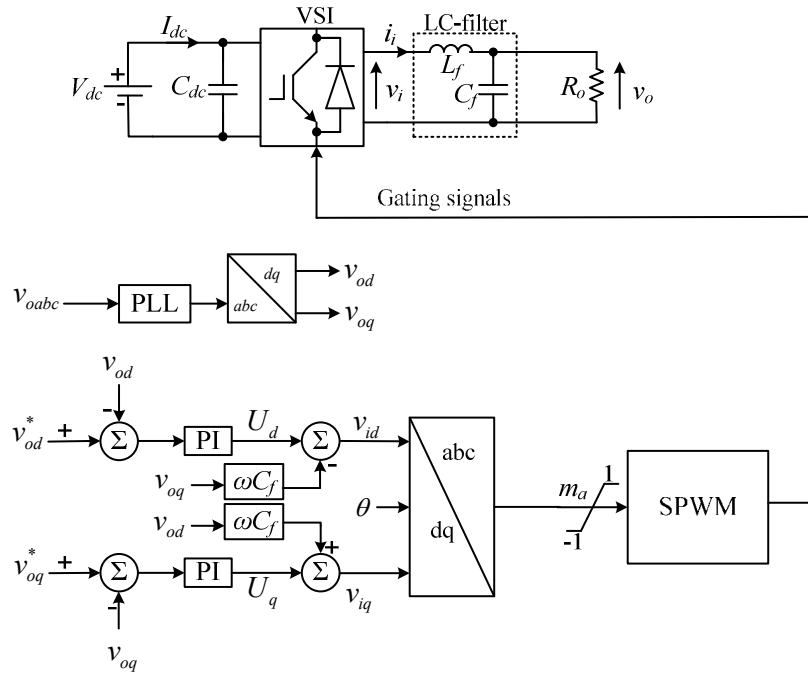 VSI
LC-filter
I_dc
i_i
L_f
V_dc
+
-
C_dc
v_i
C_f
R_o
v_o
Gating signals
v_oabc
PLL
abc
dq
v_od
v_oq
v_od
-
v_od^*
+
Σ
PI
U_d
Σ
-
v_id
v_oq
ωC_f
v_od
ωC_f
θ
abc
dq
m_a
1
-1
SPWM
v_oq^*
+
Σ
-
PI
U_q
+
Σ
v_iq
v_oq